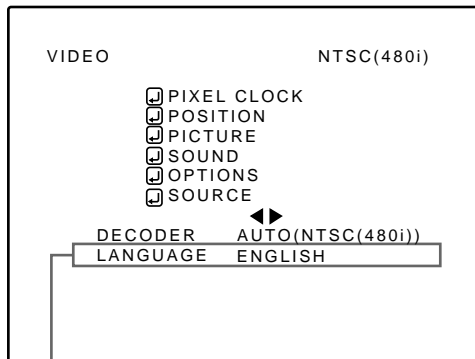 VIDEO NTSC(480i)
PIXEL CLOCK
POSITION
PICTURE
SOUND
OPTIONS
SOURCE
DECODER AUTO(NTSC(480i))
LANGUAGE ENGLISH